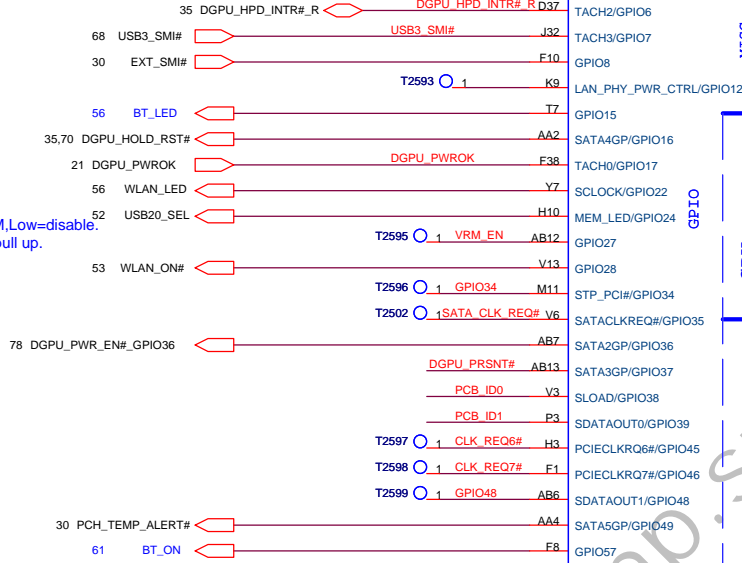 35 DGPU_HPD_INTR#_R DGPU_HPD_INTR#_R D37 TACH2/GPIO6
68 USB3_SMI# USB3_SMI# J32 TACH3/GPIO7
30 EXT_SMI# F10 GPIO8
T2593 1 K9 LAN_PHY_PWR_CTRL/GPIO12
56 BT_LED T7 GPIO15
35,70 DGPU_HOLD_RST# AA2 SATA4GP/GPIO16
21 DGPU_PWROK DGPU_PWROK F38 TACH0/GPIO17
56 WLAN_LED Y7 SCLOCK/GPIO22
GPIO
52 USB20_SEL H10 MEM_LED/GPIO24
M,Low=disable.
pull up.
T2595 1 VRM_EN AB12 GPIO27
53 WLAN_ON# V13 GPIO28
T2596 1 GPIO34 M11 STP_PCI#/GPIO34
T2502 1 SATA_CLK_REQ# V6 SATACLKREQ#/GPIO35
78 DGPU_PWR_EN#_GPIO36 AB7 SATA2GP/GPIO36
DGPU_PRSNT# AB13 SATA3GP/GPIO37
PCB_ID0 V3 SLOAD/GPIO38
PCB_ID1 P3 SDATAOUT0/GPIO39
T2597 1 CLK_REQ6# H3 PCIECLKRQ6#/GPIO45
T2598 1 CLK_REQ7# F1 PCIECLKRQ7#/GPIO46
T2599 1 GPIO48 AB6 SDATAOUT1/GPIO48
30 PCH_TEMP_ALERT# AA4 SATA5GP/GPIO49
61 BT_ON F8 GPIO57